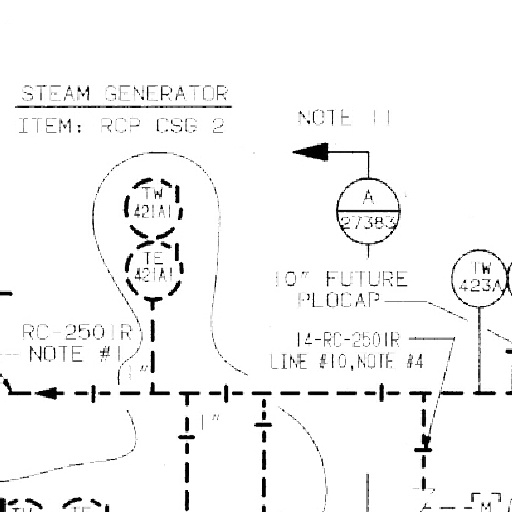 STEAM GENERATOR
ITEM: RCP CSG 2
NOTE 11
TW
421A1
A
27383
TE
421A1
TW
423A
10" FUTURE
PLOCAP
RC-2501R
NOTE #1
14-RC-2501R
LINE #10,NOTE #4
1"
1"
TW
TE
M